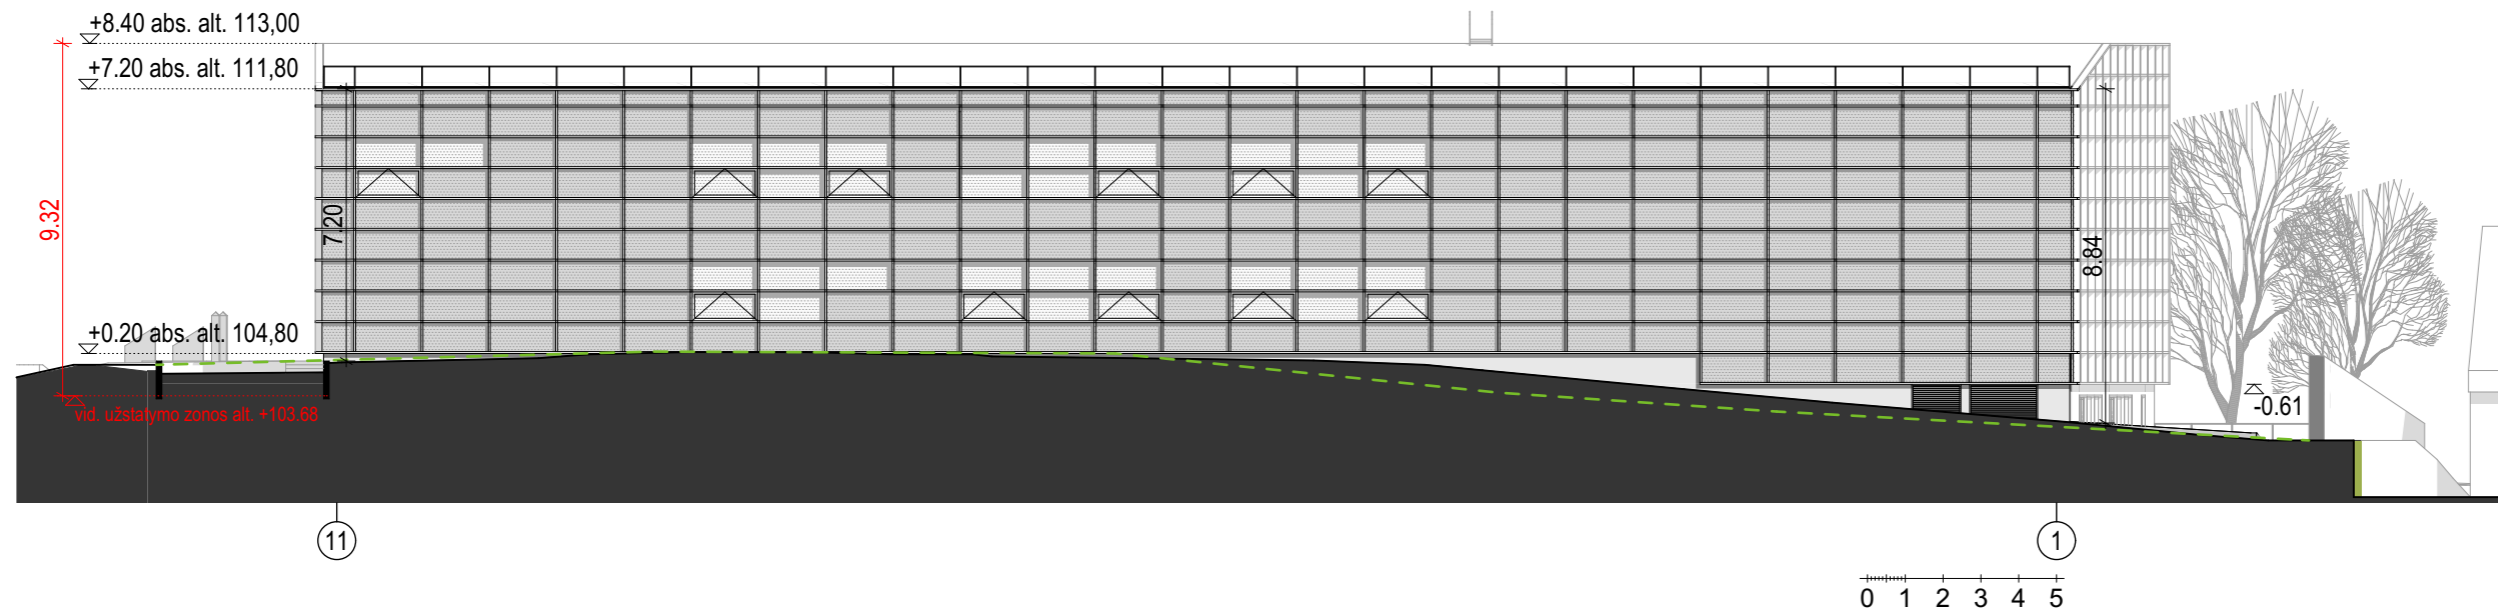 +8.40 abs. alt. 113,00
+7.20 abs. alt. 111,80
9.32
7.20
8.84
+0.20 abs. alt. 104,80
vid. užstatymo zonos alt. +103.68
-0.61
11
1
0 1 2 3 4 5